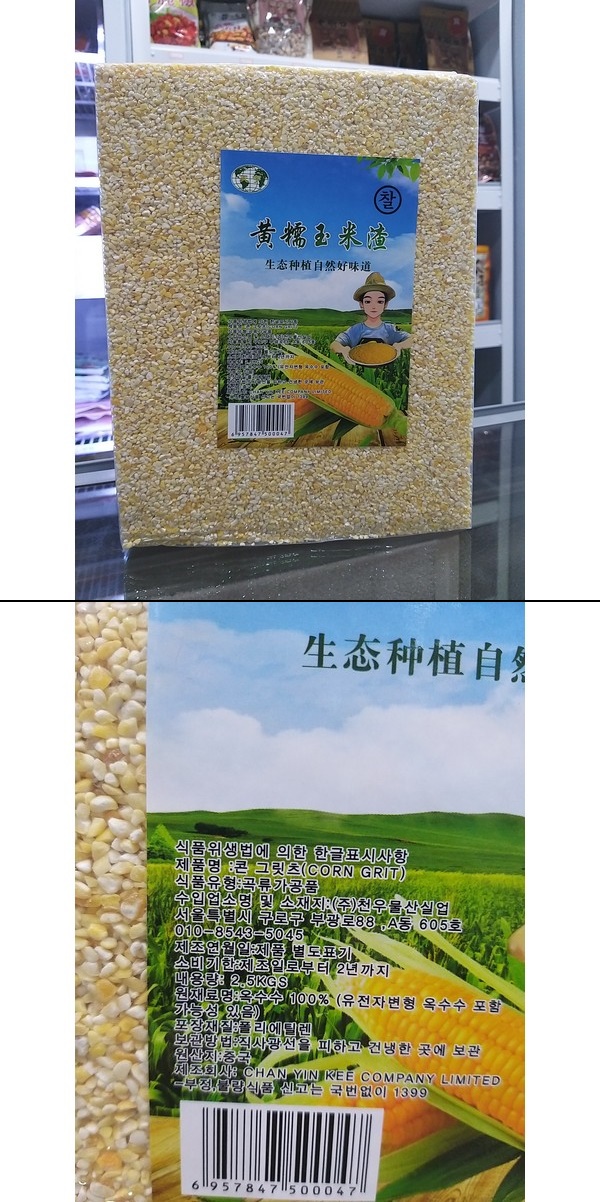 찰
黄糯玉米渣
生态种植自然好味道
6 957847 500047
生态种植自然
식품위생법에 의한 한글표시사항
제품명 :콘 그릿츠(CORN GRIT)
식품유형:곡류가공품
수입업소명 및 소재지:(주)천우물산실업
서울특별시 구로구 부광로88 ,A동 605호
010-8543-5045
제조연월일:제품 별도표기
소비기한:제조일로부터 2년까지
내용량: 2.5KGS
원재료명:옥수수 100% (유전자변형 옥수수 포함
가능성 있음)
포장재질:폴리에틸렌
보관방법:직사광선을 피하고 건냉한 곳에 보관
원산지:중국
제조회사: CHAN YIN KEE COMPANY LIMITED
-부정,불량식품 신고는 국번없이 1399
6 957847 500047